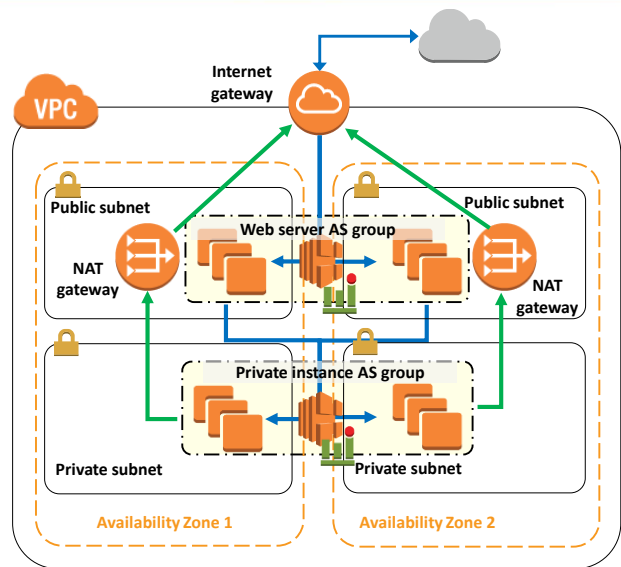 Internet
gateway
VPC
Public subnet
Public subnet
Web server AS group
NAT
gateway
NAT
gateway
Private instance AS group
Private subnet
Private subnet
Availability Zone 1
Availability Zone 2